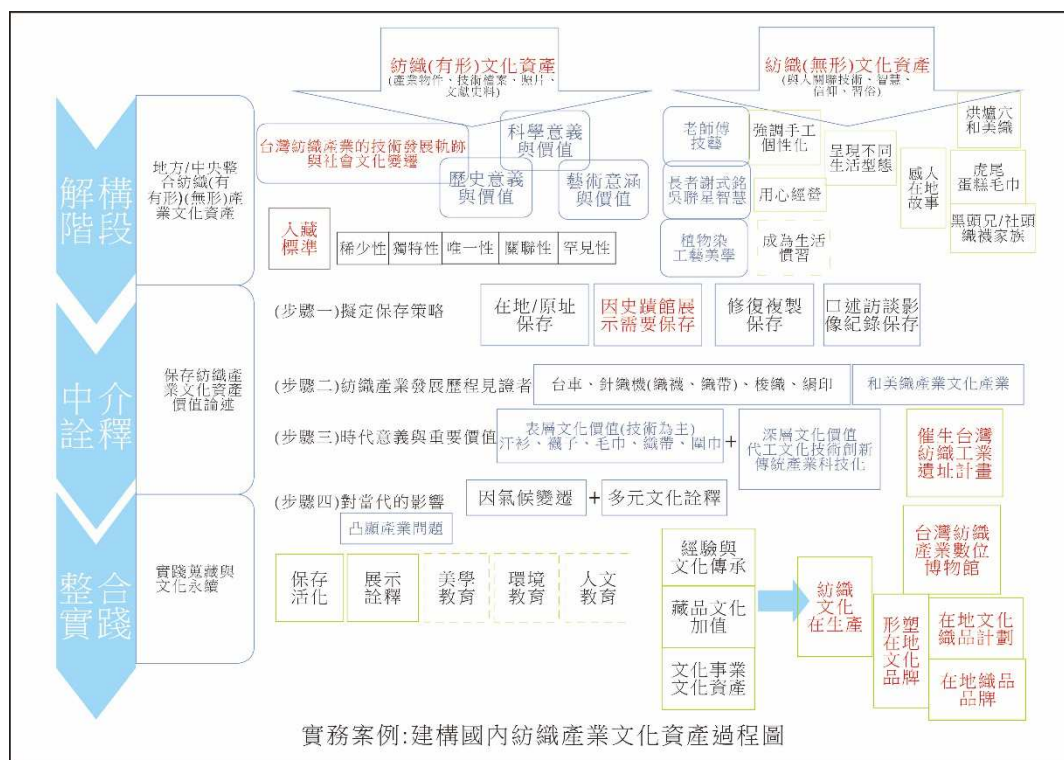 紡織(有形)文化資產
(產業物件、技術檔案、照片、
文獻史料)
紡織(無形)文化資產
(與人關聯技術、智慧、
信仰、習俗)
解構
階段
地方/中央整
合紡織(有
有形)(無形)產
業文化資產
台灣紡織產業的技術發展軌跡
與社會文化變遷
科學意義
與價值
歷史意義
與價值
藝術意涵
與價值
入藏
標準
稀少性
獨特性
唯一性
關聯性
罕見性
老師傅
技藝
強調手工
個性化
長者謝式銘
吳聯星智慧
用心經營
植物染
工藝美學
成為生活
慣習
呈現不同
生活型態
感人
在地
故事
烘爐穴
和美織
虎尾
蛋糕毛巾
黑頭兄/社頭
織襪家族
中介
詮釋
保存紡織產
業文化資產
價值論述
(步驟一)擬定保存策略
在地/原址
保存
因史蹟館展
示需要保存
修復複製
保存
口述訪談影
像紀錄保存
(步驟二)紡織產業發展歷程見證者
台車、針織機(織襪、織帶)、梭織、絹印
和美織產業文化產業
(步驟三)時代意義與重要價值
表層文化價值(技術為主)
汗衫、襪子、毛巾、織帶、圍巾
+
深層文化價值
代工文化技術創新
傳統產業科技化
催生台灣
紡織工業
遺址計畫
(步驟四)對當代的影響
因氣候變遷
+
多元文化詮釋
凸顯產業問題
整合
實踐
實踐蒐藏與
文化永續
保存
活化
展示
詮釋
美學
教育
環境
教育
人文
教育
經驗與
文化傳承
藏品文化
加值
文化事業
文化資產
紡織
文化
在生產
台灣紡織
產業數位
博物館
形塑
在地
文化
品牌
在地文化
織品計劃
在地織品
品牌
實務案例:建構國內紡織產業文化資產過程圖